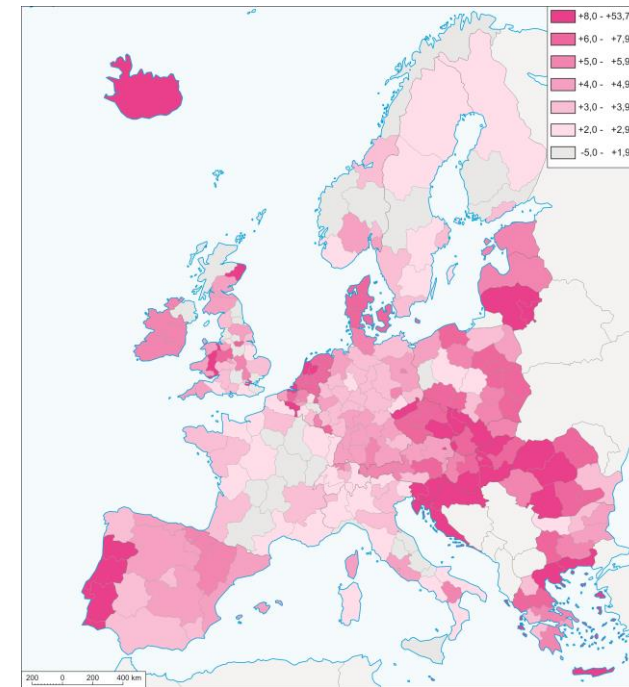 +8,0 - +53,7
+6,0 - +7,9
+5,0 - +5,9
+4,0 - +4,9
+3,0 - +3,9
+2,0 - +2,9
-5,0 - +1,9
200 0 200 400 km